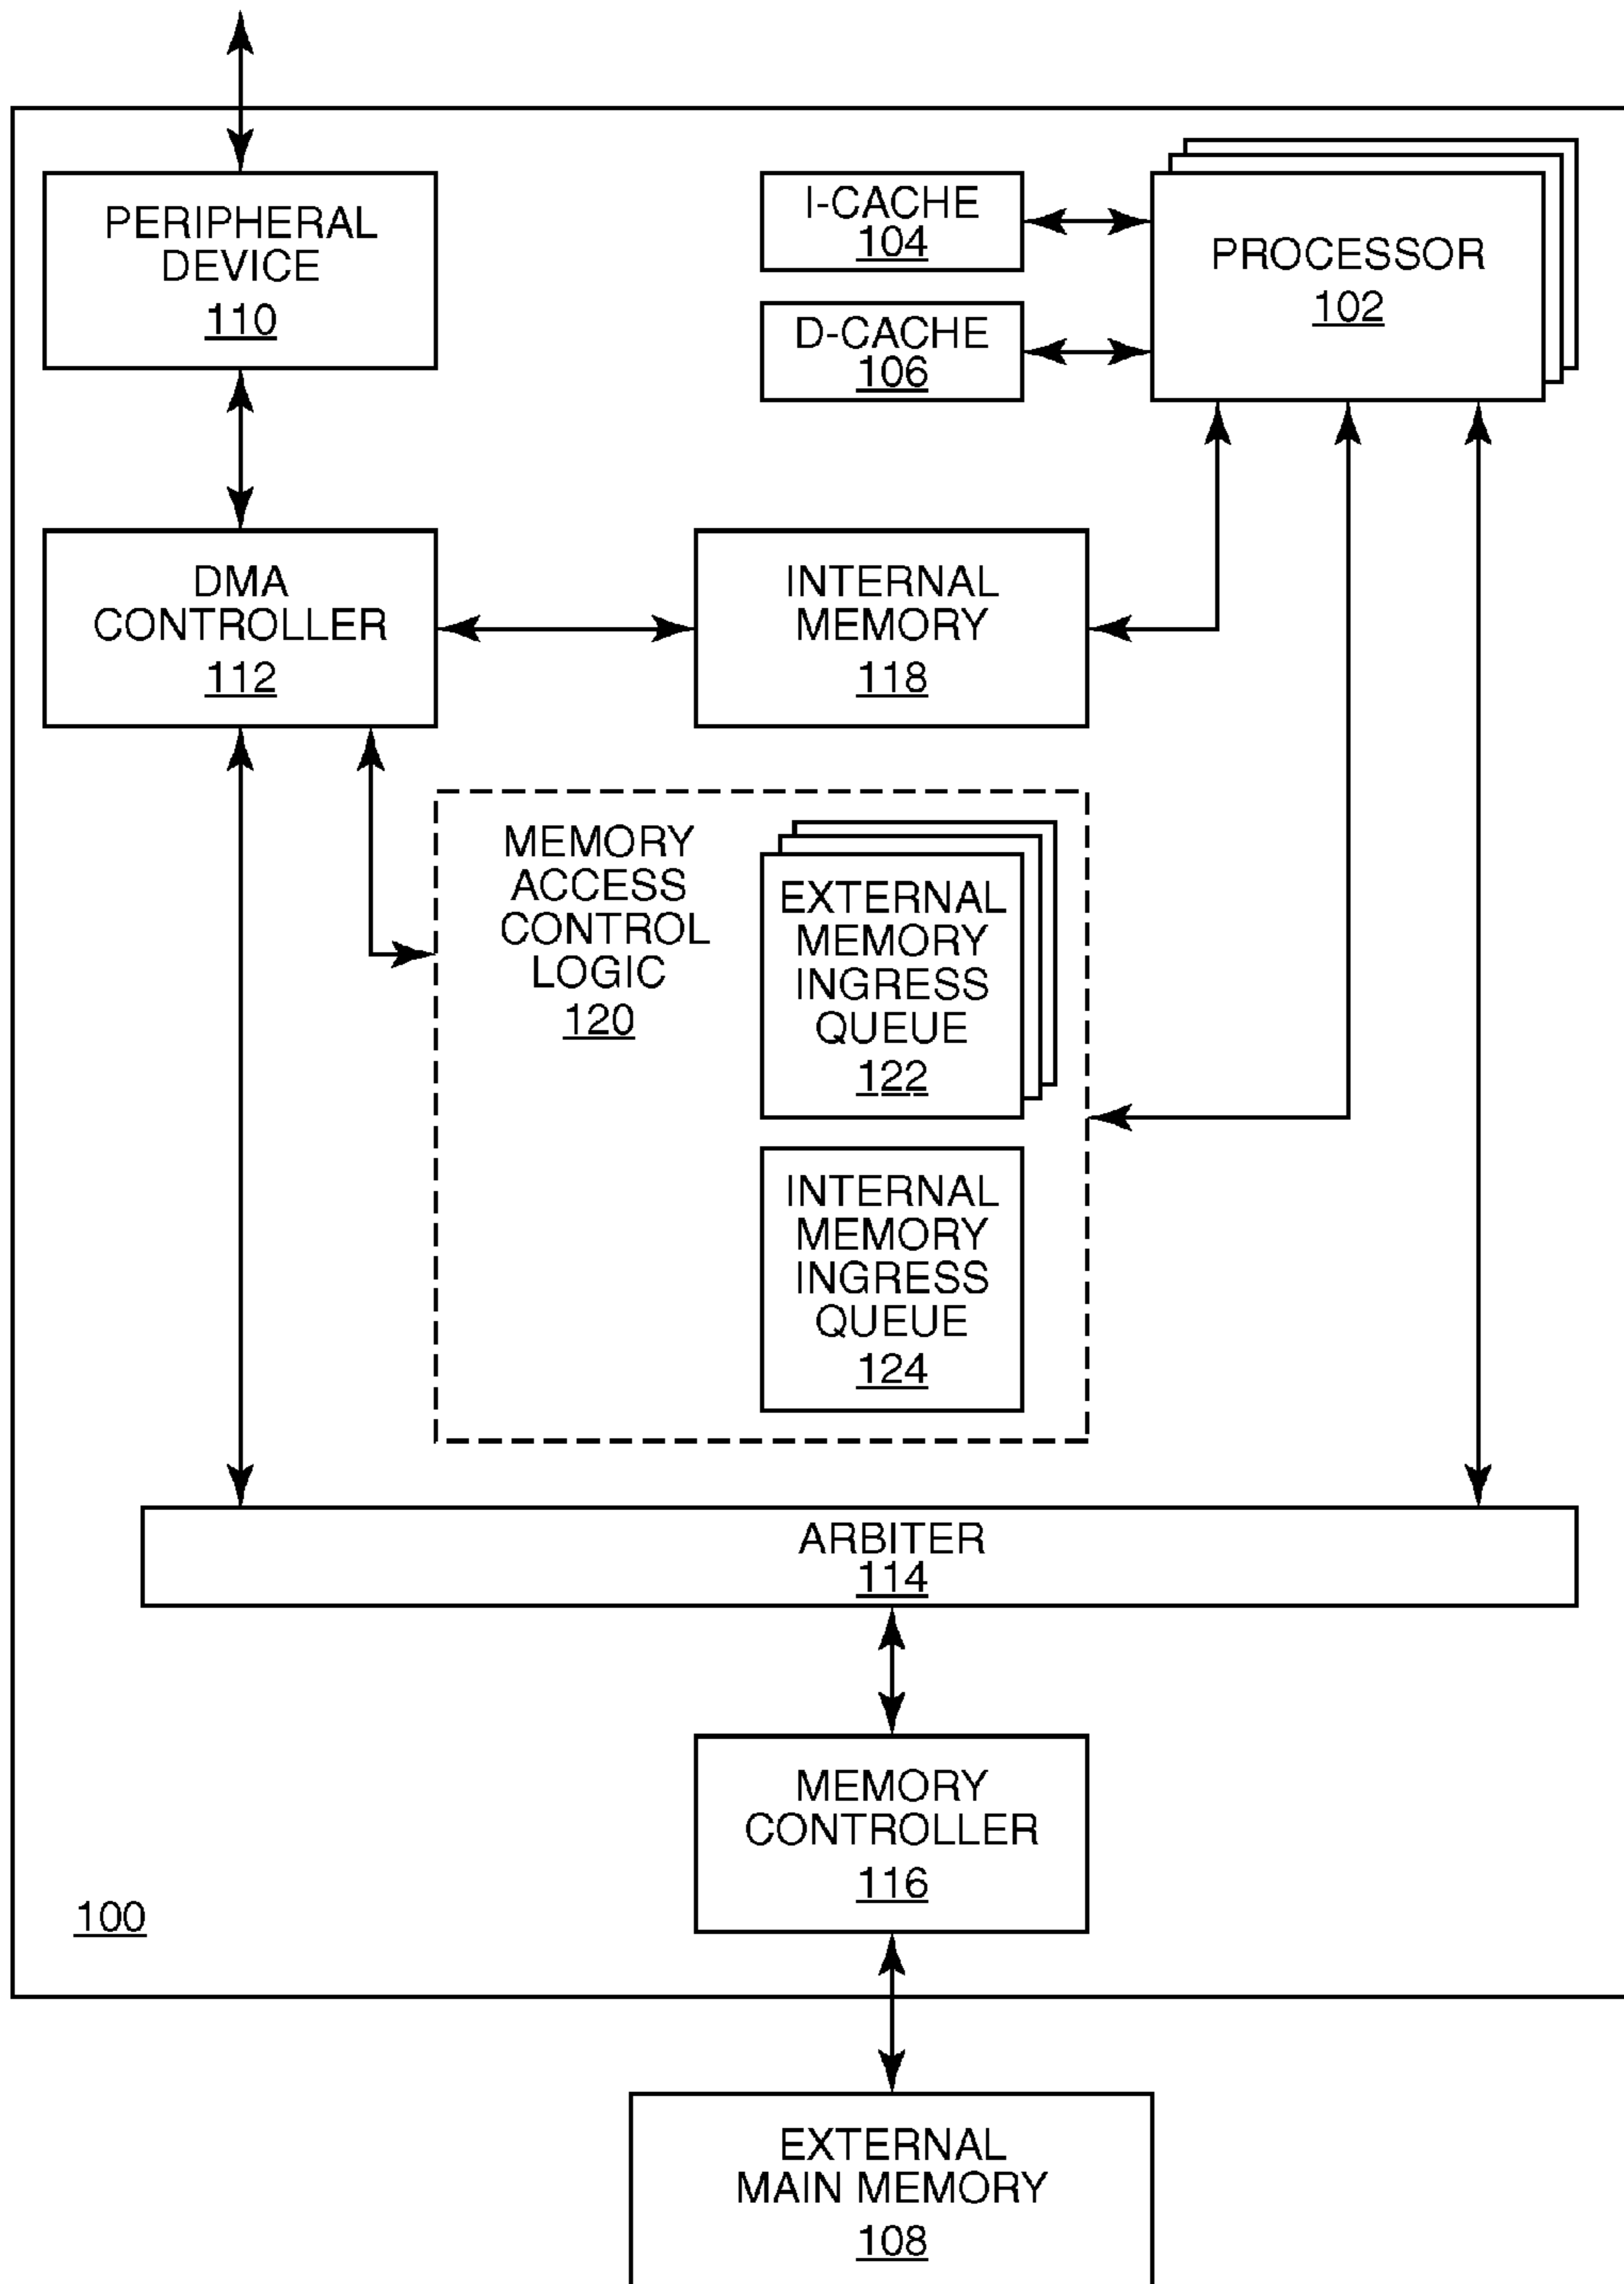 PERIPHERAL
DEVICE
110
I-CACHE
104
D-CACHE
106
PROCESSOR
102
DMA
CONTROLLER
112
INTERNAL
MEMORY
118
MEMORY
ACCESS
CONTROL
LOGIC
120
EXTERNAL
MEMORY
INGRESS
QUEUE
122
INTERNAL
MEMORY
INGRESS
QUEUE
124
ARBITER
114
MEMORY
CONTROLLER
116
100
EXTERNAL
MAIN MEMORY
108